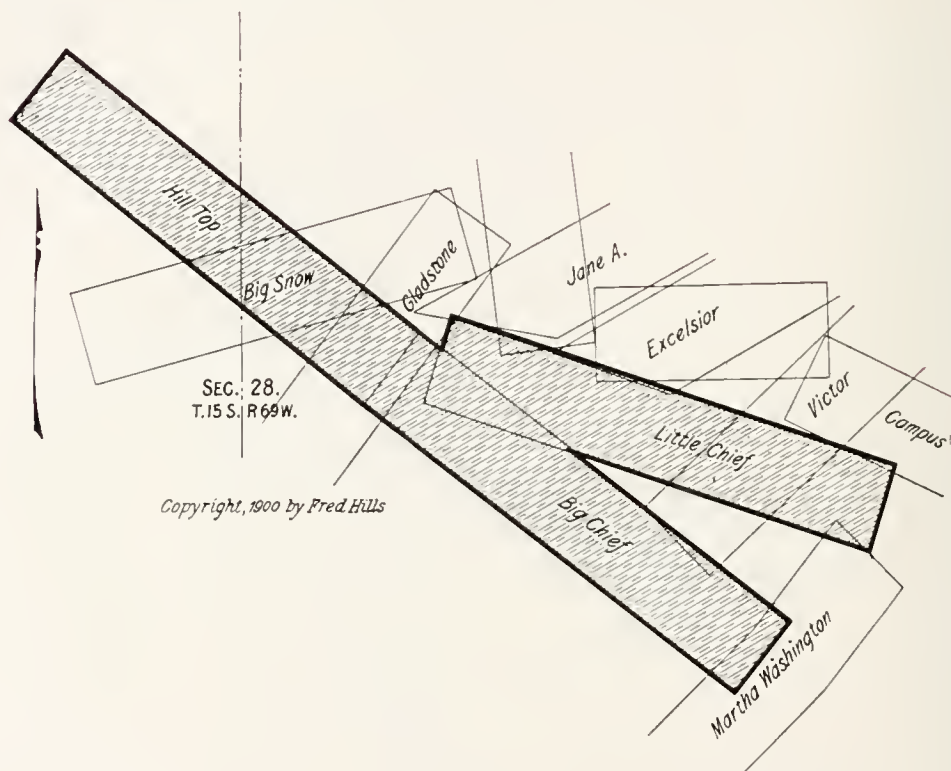 Hill Top
Big Snow
Gladstone
Jane A.
Excelsior
Victor
Campus
Little Chief
SEC. 28.
T. 15 S. R 69 W.
Copyright, 1900 by Fred Hills
Big Chief
Martha Washington